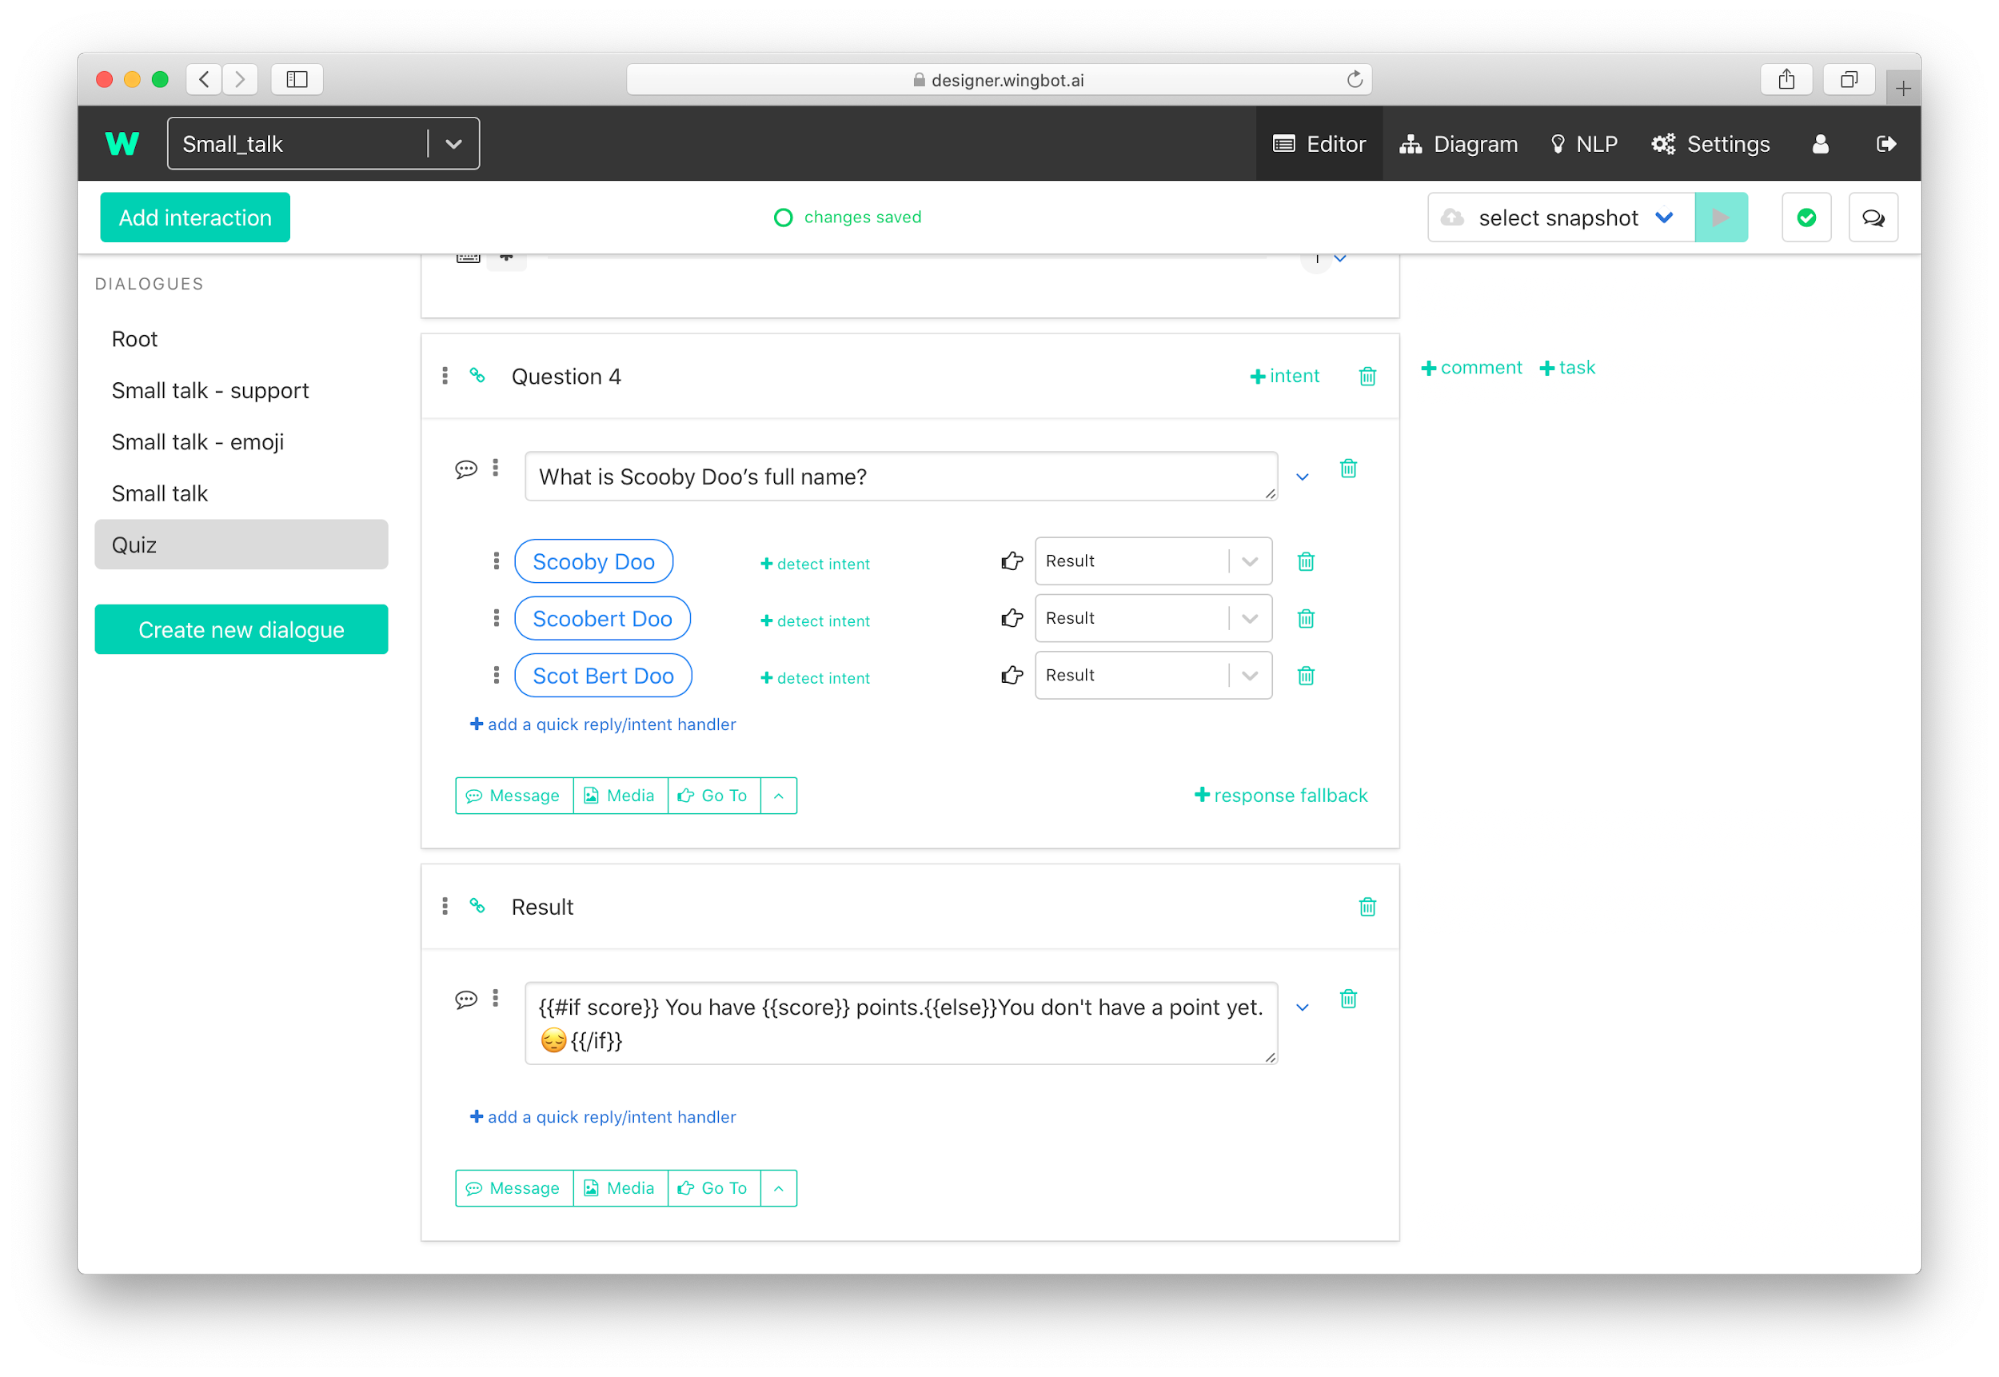 designer.wingbot.ai
W Small_talk Editor Diagram NLP Settings
Add interaction changes saved select snapshot
DIALOGUES
Root
Small talk - support
Small talk - emoji
Small talk
Quiz
Create new dialogue
Question 4 +intent +comment +task
What is Scooby Doo’s full name?
Scooby Doo +detect intent Result
Scoobert Doo +detect intent Result
Scot Bert Doo +detect intent Result
+add a quick reply/intent handler
Message Media Go To +response fallback
Result
{{#if score}} You have {{score}} points.{{else}}You don't have a point yet.
😔{{/if}}
+add a quick reply/intent handler
Message Media Go To